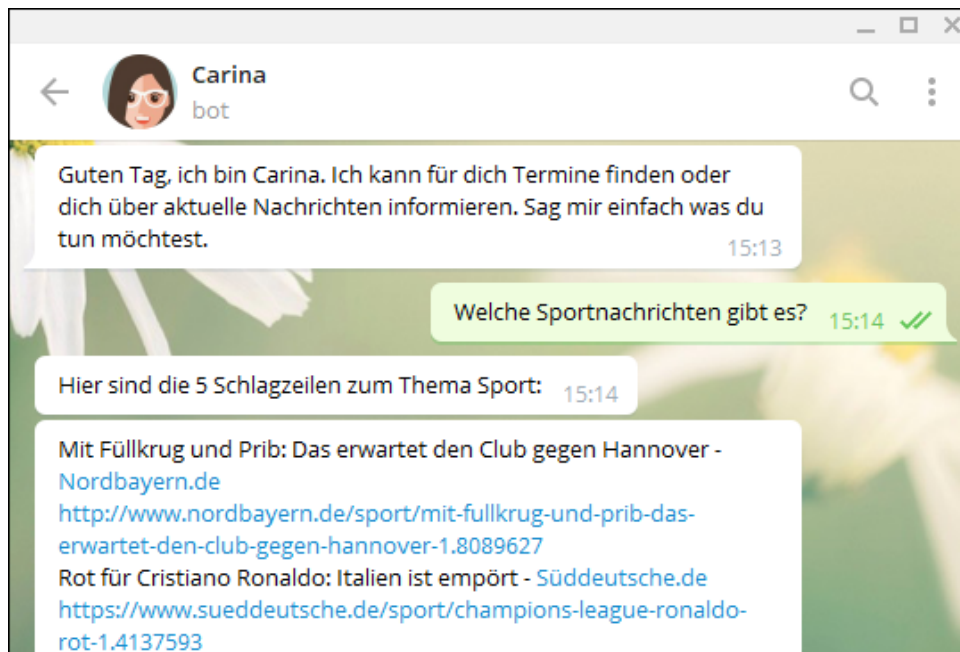 Carina
bot
Guten Tag, ich bin Carina. Ich kann für dich Termine finden oder
dich über aktuelle Nachrichten informieren. Sag mir einfach was du
tun möchtest.
15:13
Welche Sportnachrichten gibt es? 15:14
Hier sind die 5 Schlagzeilen zum Thema Sport: 15:14
Mit Füllkrug und Prib: Das erwartet den Club gegen Hannover -
Nordbayern.de
http://www.nordbayern.de/sport/mit-fullkrug-und-prib-das-
erwartet-den-club-gegen-hannover-1.8089627
Rot für Cristiano Ronaldo: Italien ist empört - Süddeutsche.de
https://www.sueddeutsche.de/sport/champions-league-ronaldo-
rot-1.4137593